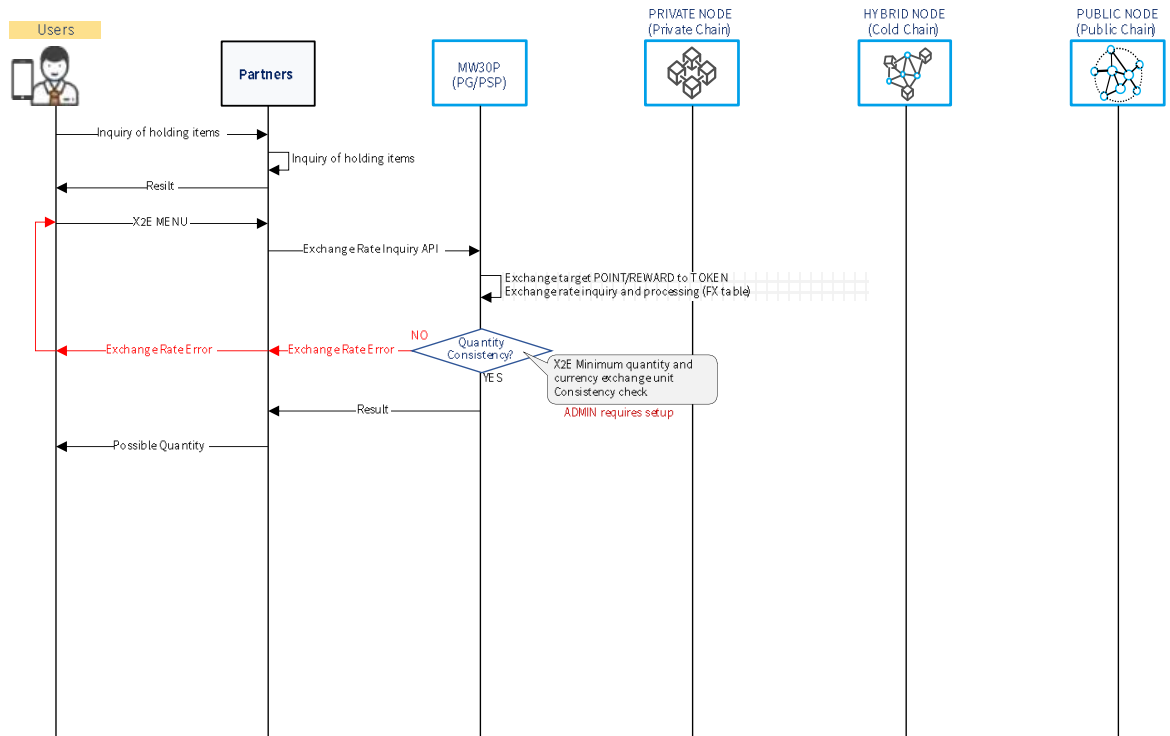 Users
PRIVATE NODE
(Private Chain)
HYBRID NODE
(Cold Chain)
PUBLIC NODE
(Public Chain)
Partners
MW30P
(PG/PSP)
Inquiry of holding items
Inquiry of holding items
Resilt
X2E MENU
Exchange Rate Inquiry API
Exchange target POINT/REWARD to TOKEN
Exchange rate inquiry and processing (FX table)
NO
Quantity
Consistency?
Exchange Rate Error
Exchange Rate Error
X2E Minimum quantity and
currency exchange unit
Consistency check
YES
Result
ADMIN requires setup
Possible Quantity